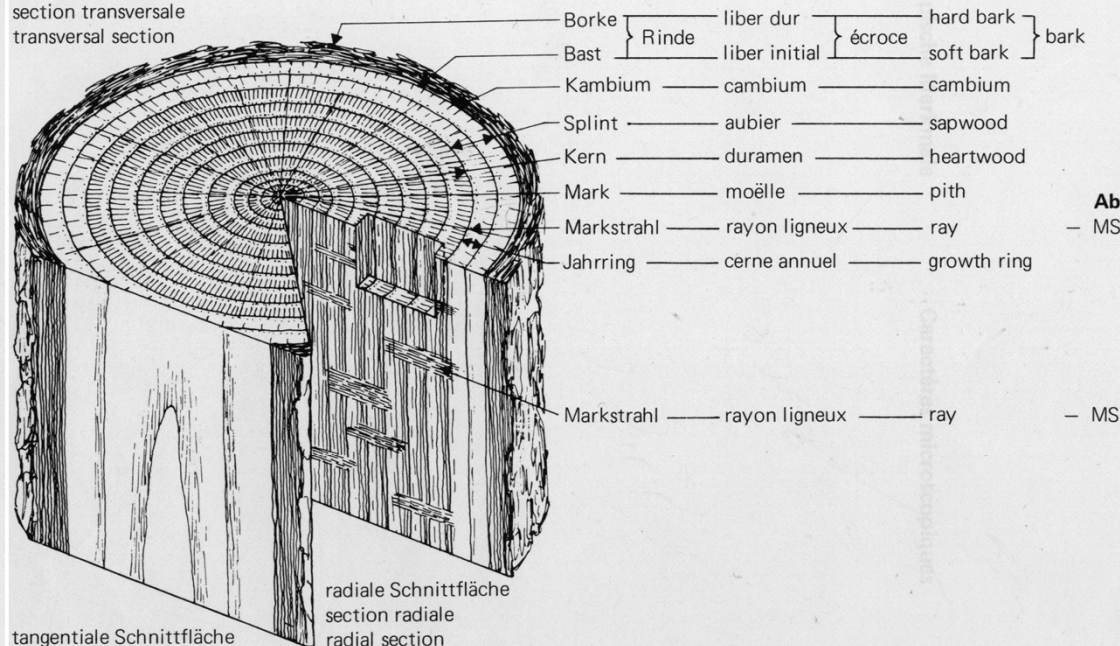 section transversale
transversal section
Borke Rinde liber dur écroce hard bark bark
Bast liber initial soft bark
Kambium cambium cambium
Splint aubier sapwood
Kern duramen heartwood
Mark moëlle pith
Ab
Markstrahl rayon ligneux ray – MS
Jahrring cerne annuel growth ring
Markstrahl rayon ligneux ray – MS
radiale Schnittfläche
section radiale
radial section
tangentiale Schnittfläche